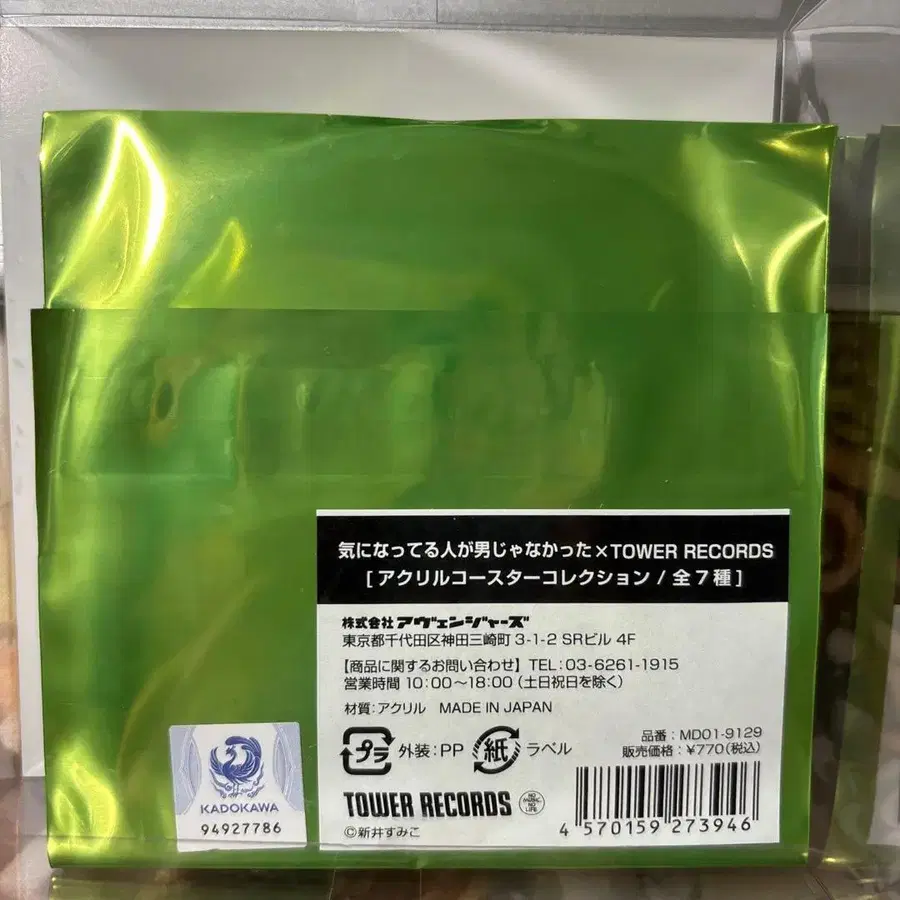 気になってる人が男じゃなかった×TOWER RECORDS
[アクリルコースターコレクション/全7種]
株式会社アヴェンジャーズ
東京都千代田区神田三崎町 3-1-2 SRビル 4F
【商品に関するお問い合わせ】TEL:03-6261-1915
営業時間 10:00〜18:00(土日祝日を除く)
材質:アクリル MADE IN JAPAN
品番:MD01-9129
販売価格:¥770(税込)
プラ 外装:PP 紙 ラベル
TOWER RECORDS NO MUSIC NO LIFE
©新井すみこ
4 570159 273946
KADOKAWA
94927786